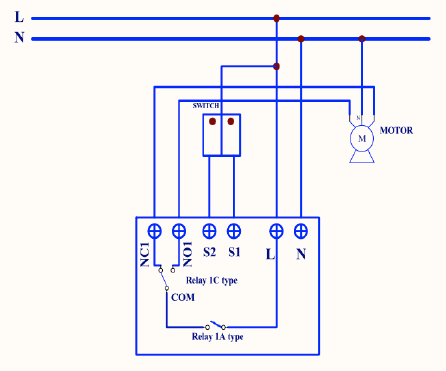 L
N
SWITCH
N
M
MOTOR
NC1
NO1
S2
S1
L
N
Relay 1C type
COM
Relay 1A type